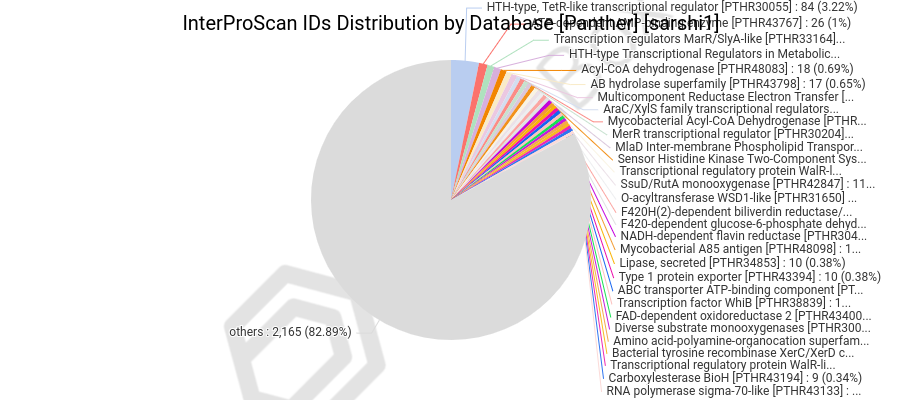 HTH-type, TetR-like transcriptional regulator [PTHR30055] : 84 (3.22%)
InterProScan IDs Distribution by Database [Panther] [carshi1]
ATP-dependent AMP-binding enzyme [PTHR43767] : 26 (1%)
Transcription regulators MarR/SlyA-like [PTHR33164]...
HTH-type Transcriptional Regulators in Metabolic...
Acyl-CoA dehydrogenase [PTHR48083] : 18 (0.69%)
AB hydrolase superfamily [PTHR43798] : 17 (0.65%)
Multicomponent Reductase Electron Transfer [...
AraC/XylS family transcriptional regulators...
Mycobacterial Acyl-CoA Dehydrogenase [PTHR...
MerR transcriptional regulator [PTHR30204]...
MlaD Inter-membrane Phospholipid Transpor...
Sensor Histidine Kinase Two-Component Sys...
Transcriptional regulatory protein WalR-l...
SsuD/RutA monooxygenase [PTHR42847] : 11...
O-acyltransferase WSD1-like [PTHR31650] ...
F420H(2)-dependent biliverdin reductase/...
F420-dependent glucose-6-phosphate dehyd...
NADH-dependent flavin reductase [PTHR304...
Mycobacterial A85 antigen [PTHR48098] : 1...
Lipase, secreted [PTHR34853] : 10 (0.38%)
Type 1 protein exporter [PTHR43394] : 10 (0.38%)
ABC transporter ATP-binding component [PT...
Transcription factor WhiB [PTHR38839] : 1...
FAD-dependent oxidoreductase 2 [PTHR43400...
Diverse substrate monooxygenases [PTHR300...
others : 2,165 (82.89%)
Amino acid-polyamine-organocation superfam...
Bacterial tyrosine recombinase XerC/XerD c...
Transcriptional regulatory protein WalR-li...
Carboxylesterase BioH [PTHR43194] : 9 (0.34%)
RNA polymerase sigma-70-like [PTHR43133] : ...